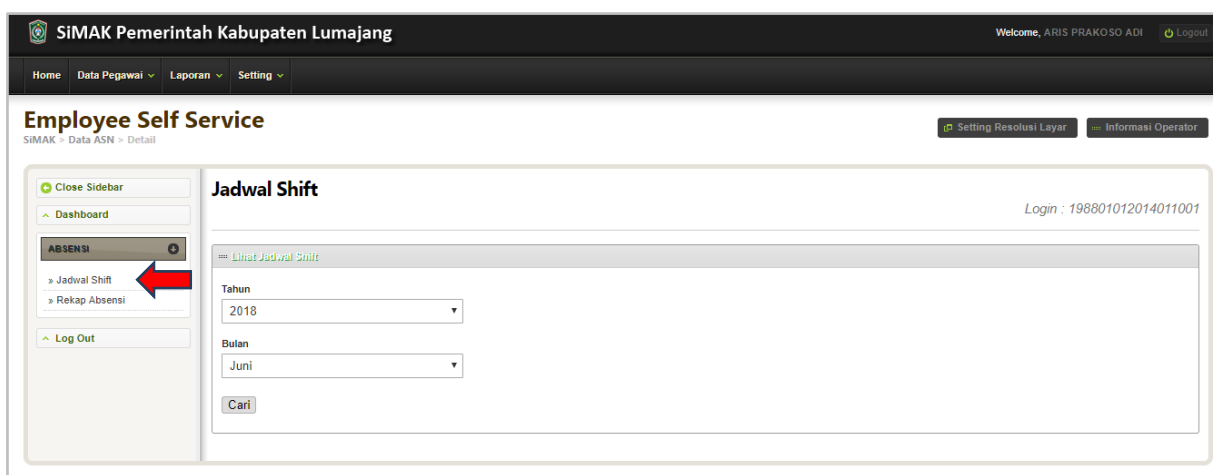 SiMAK Pemerintah Kabupaten Lumajang
Welcome, ARIS PRAKOSO ADI
Logout
Home Data Pegawai Laporan Setting
Employee Self Service
SiMAK > Data ASN > Detail
Setting Resolusi Layar
Informasi Operator
Close Sidebar
Dashboard
ABSENSI
» Jadwal Shift
» Rekap Absensi
Log Out
Jadwal Shift
Login : 198801012014011001
Lihat Jadwal Shift
Tahun
2018
Bulan
Juni
Cari